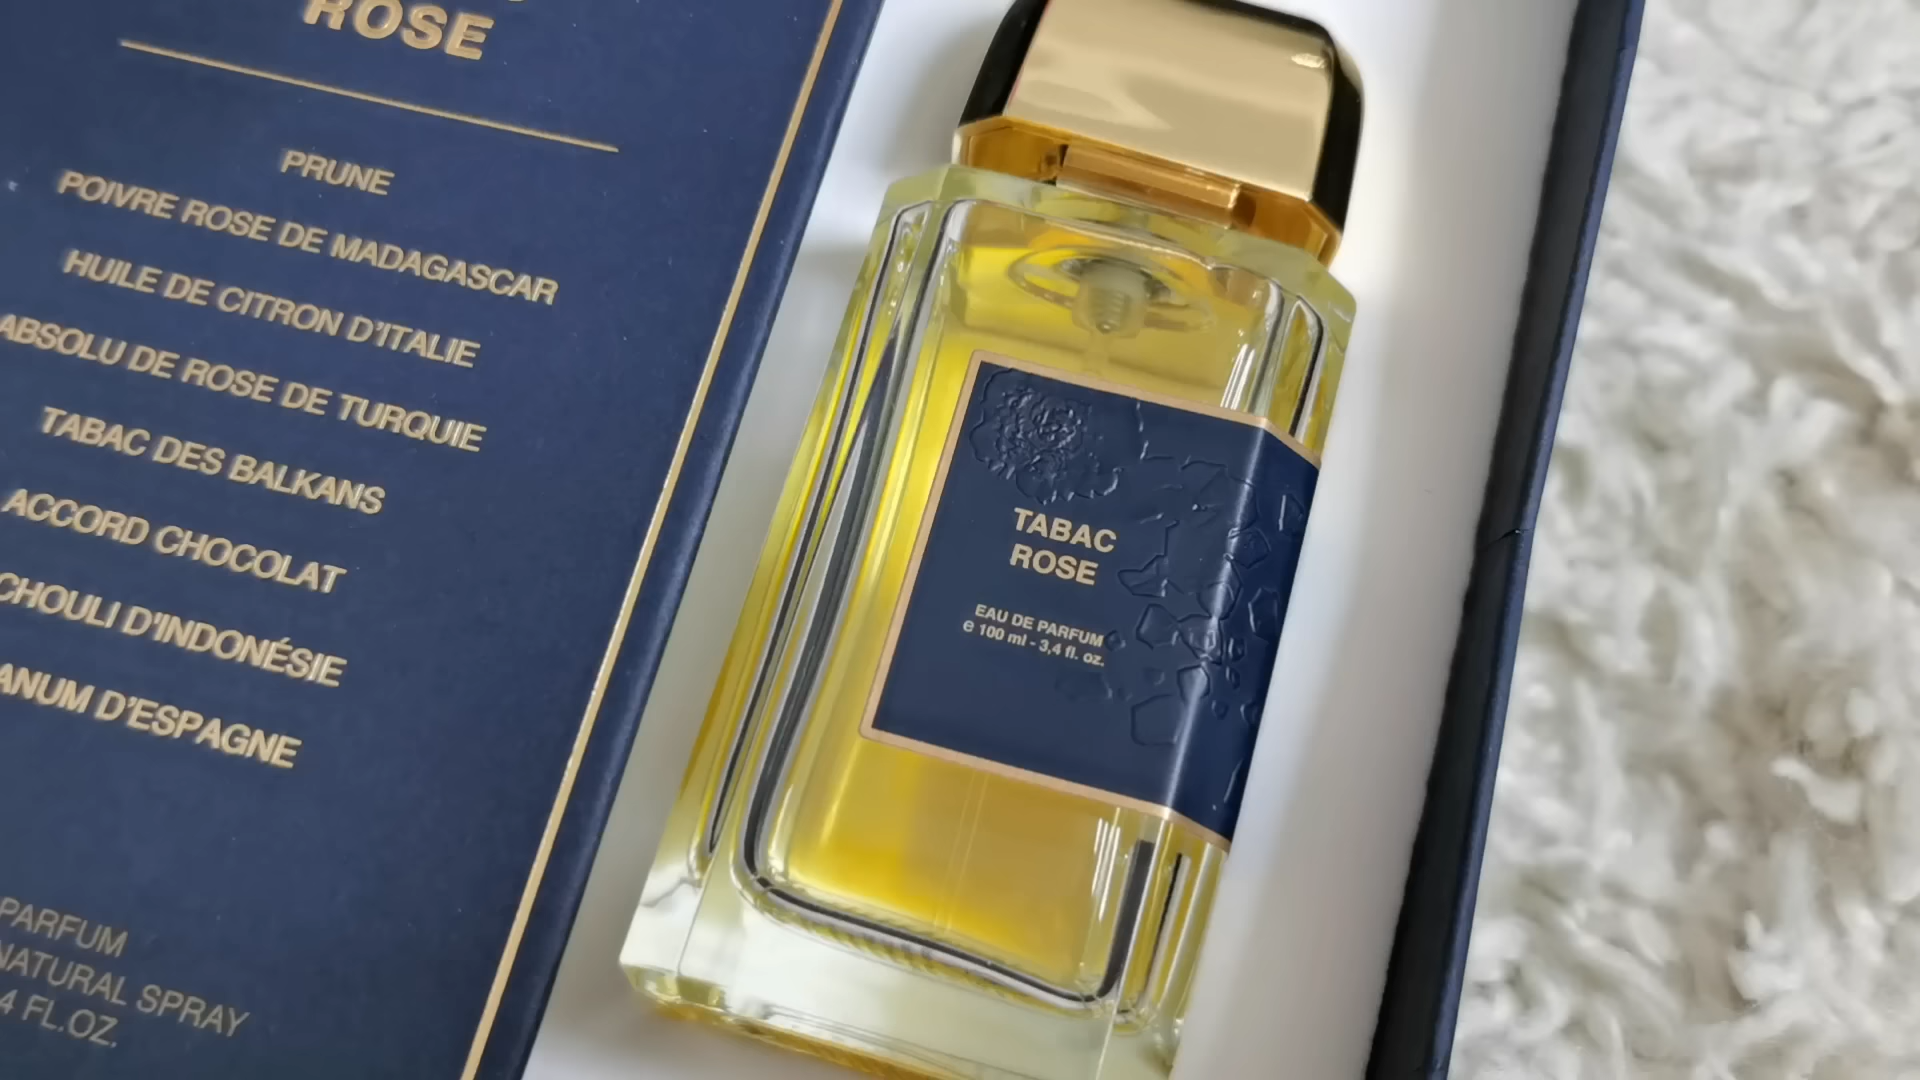 ROSE
PRUNE
POIVRE ROSE DE MADAGASCAR
HUILE DE CITRON D'ITALIE
ABSOLU DE ROSE DE TURQUIE
TABAC DES BALKANS
ACCORD CHOCOLAT
CHOULI D'INDONÉSIE
ANUM D'ESPAGNE
PARFUM
NATURAL SPRAY
4 FL.OZ.
TABAC
ROSE
EAU DE PARFUM
e 100 ml - 3,4 fl. oz.